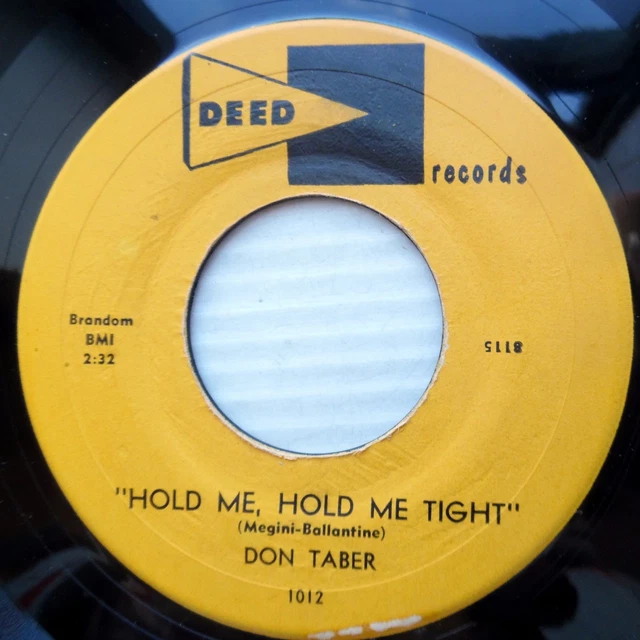 DEED
records
Brandom
BMI
2:32
8115
"HOLD ME, HOLD ME TIGHT"
(Megini-Ballantine)
DON TABER
1012